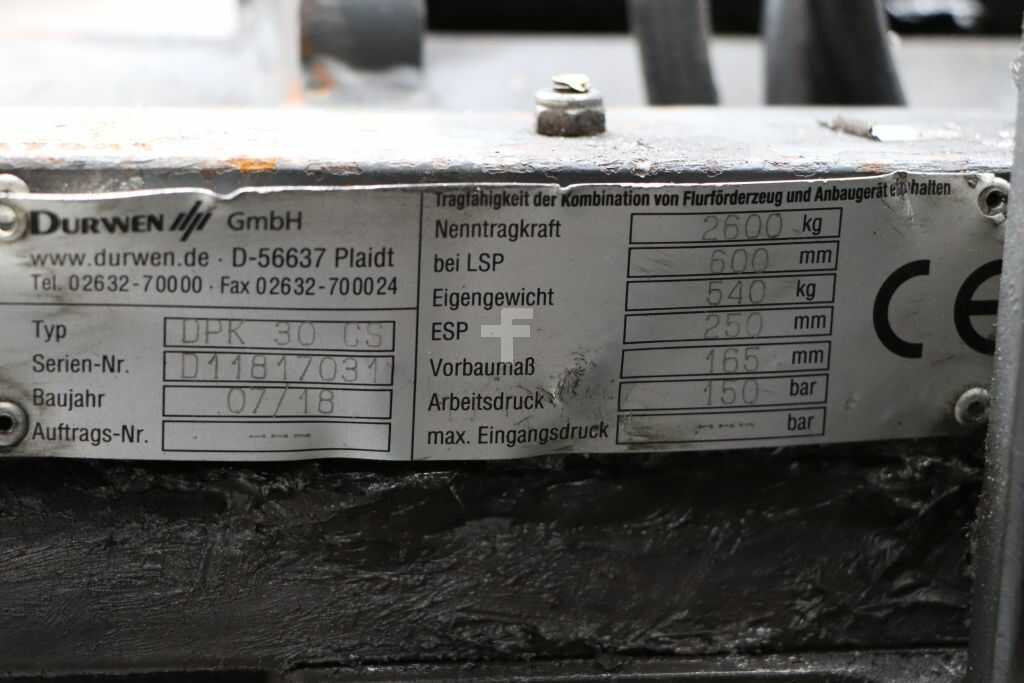 DURWEN GmbH
www.durwen.de · D-56637 Plaidt
Tel. 02632-70000 · Fax 02632-700024
Typ DPK 30 CS
Serien-Nr. D11817031
Baujahr 07/18
Auftrags-Nr. ---
Tragfähigkeit der Kombination von Flurförderzeug und Anbaugerät einhalten
Nenntragkraft 2600 kg
bei LSP 600 mm
Eigengewicht 540 kg
ESP 250 mm
Vorbaumaß 165 mm
Arbeitsdruck 150 bar
max. Eingangsdruck --- bar
CE